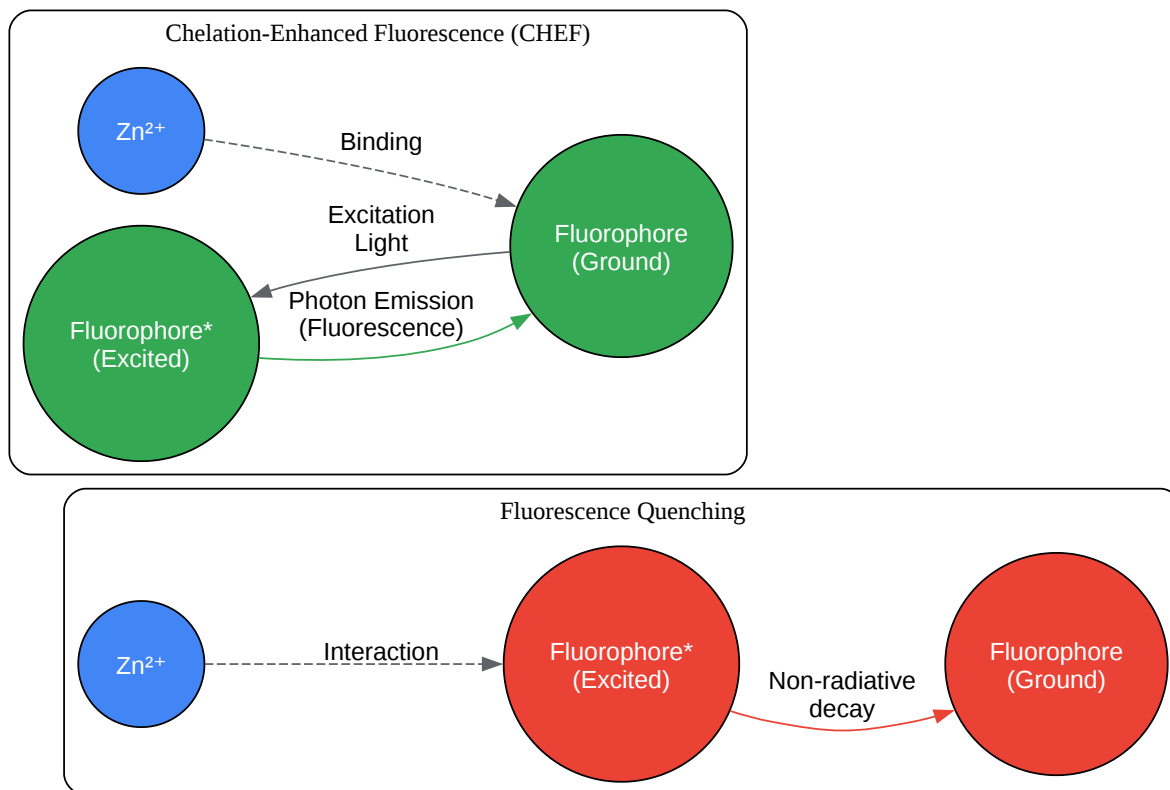 Chelation-Enhanced Fluorescence (CHEF)
Zn²⁺
Binding
Excitation
Light
Fluorophore
(Ground)
Photon Emission
(Fluorescence)
Fluorophore*
(Excited)
Fluorescence Quenching
Zn²⁺
Interaction
Fluorophore*
(Excited)
Non-radiative
decay
Fluorophore
(Ground)